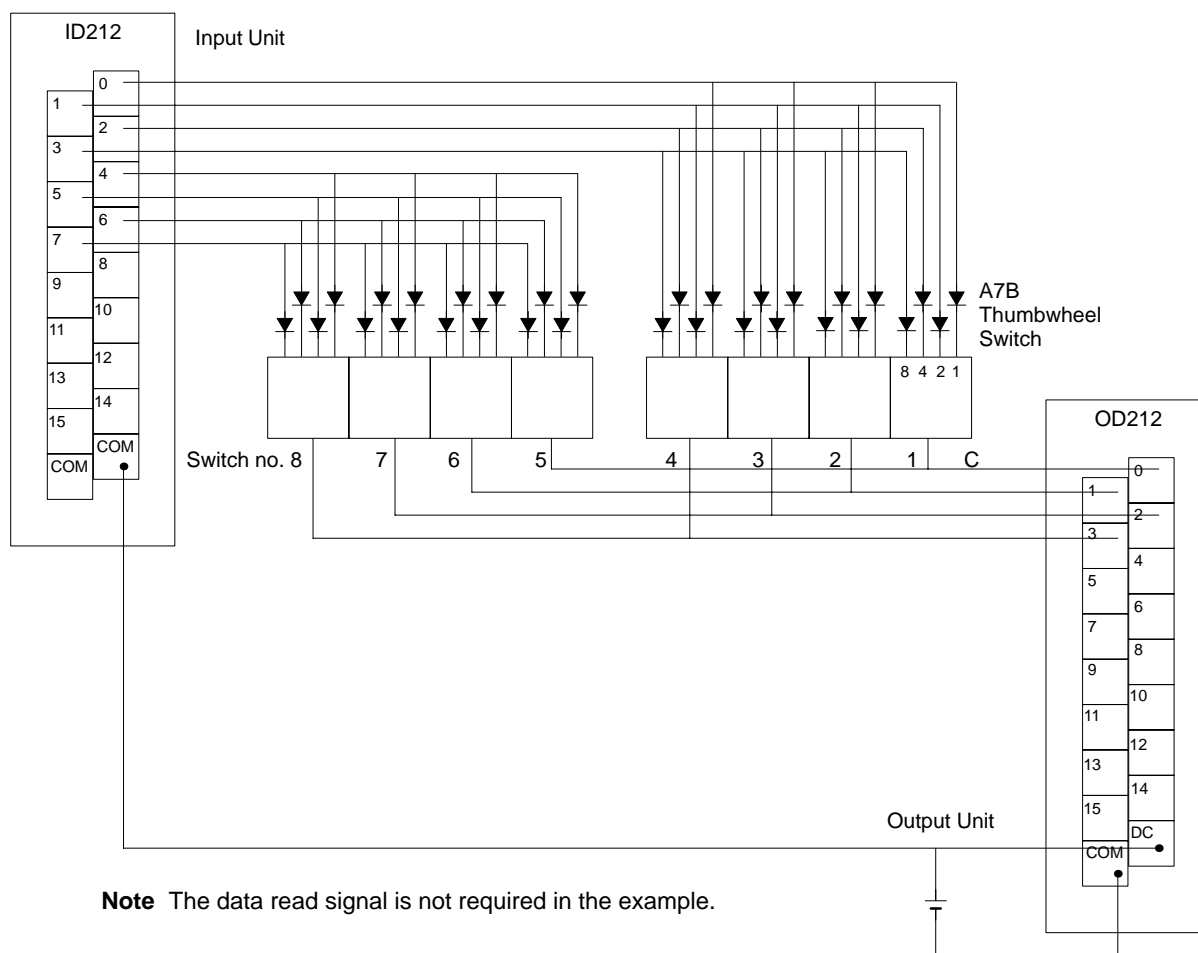 ID212
Input Unit
0
1
2
3
4
5
6
7
8
9
10
11
12
13
14
15
COM
COM
A7B
Thumbwheel
Switch
8 4 2 1
Switch no. 8 7 6 5 4 3 2 1 C
OD212
0
1
2
3
4
5
6
7
8
9
10
11
12
13
14
15
DC
COM
Output Unit
Note The data read signal is not required in the example.